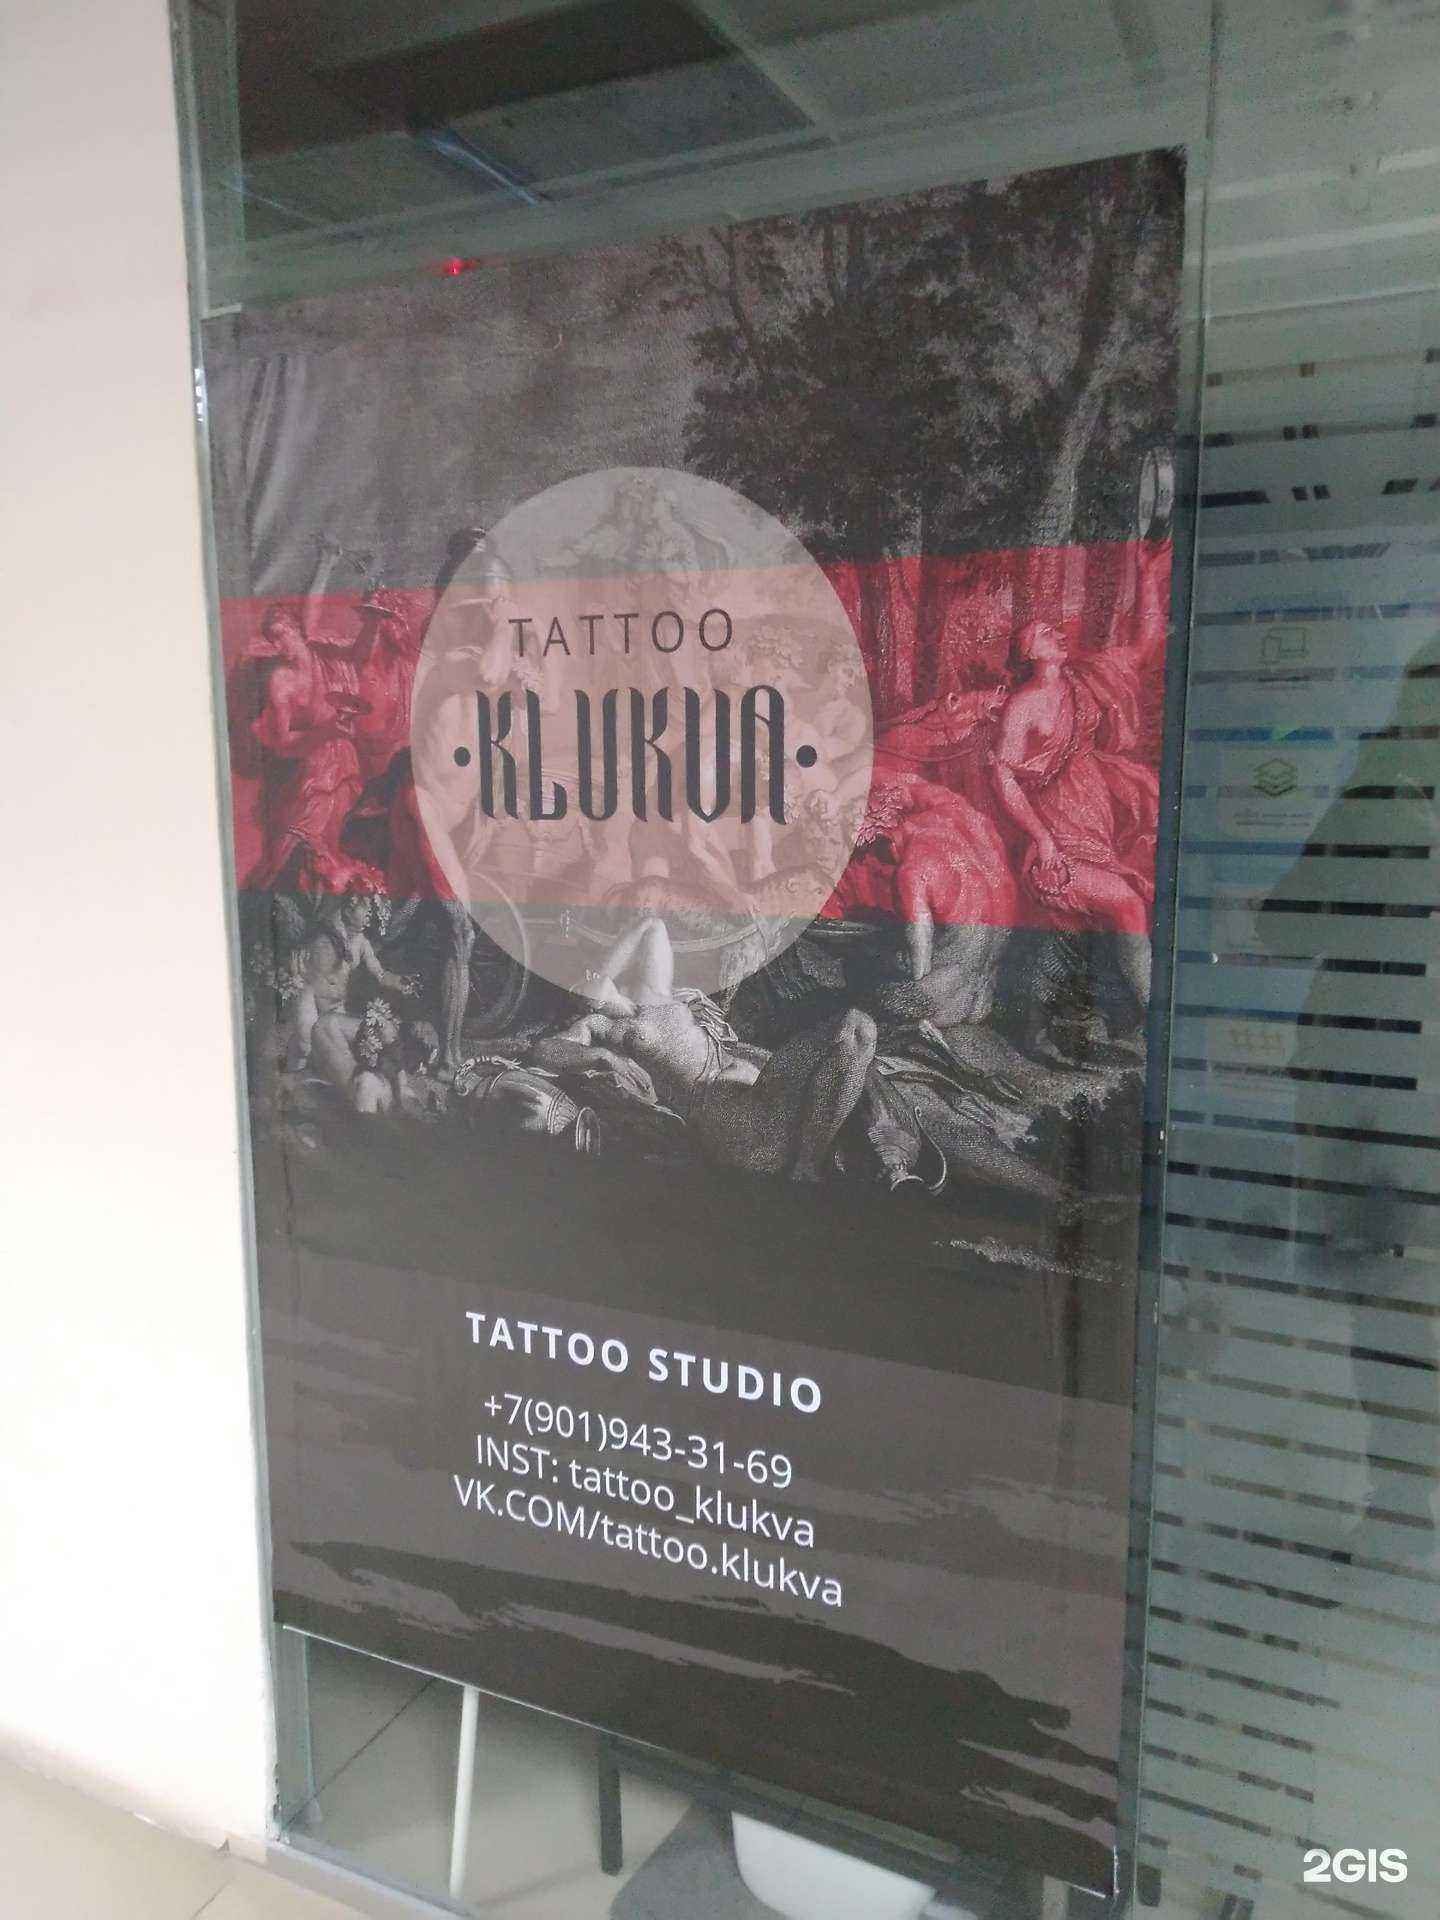 TATTOO
•KLUKVA•
TATTOO STUDIO
+7(901)943-31-69
INST: tattoo_klukva
VK.COM/tattoo.klukva
2GIS